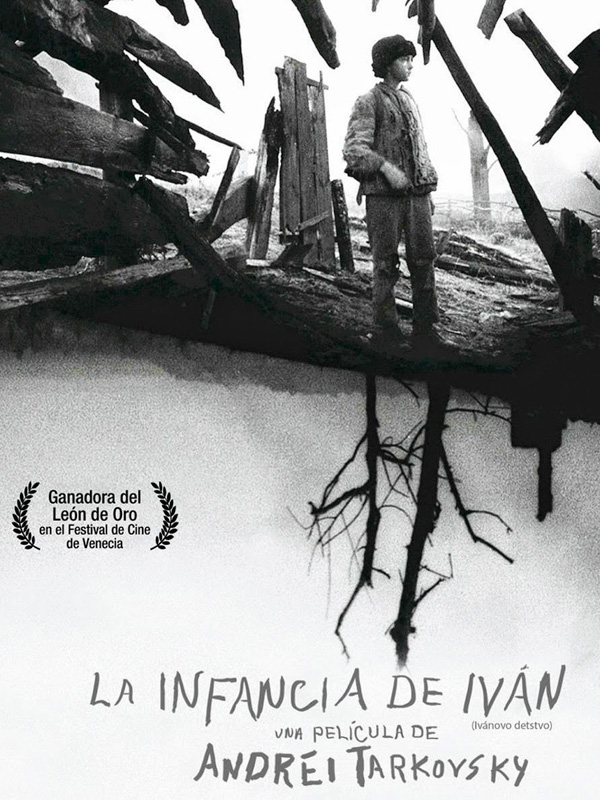 Ganadora del
León de Oro
en el Festival de Cine
de Venecia
LA INFANCIA DE IVÁN
(Ivánovo detstvo)
UNA PELÍCULA DE
ANDREI TARKOVSKY